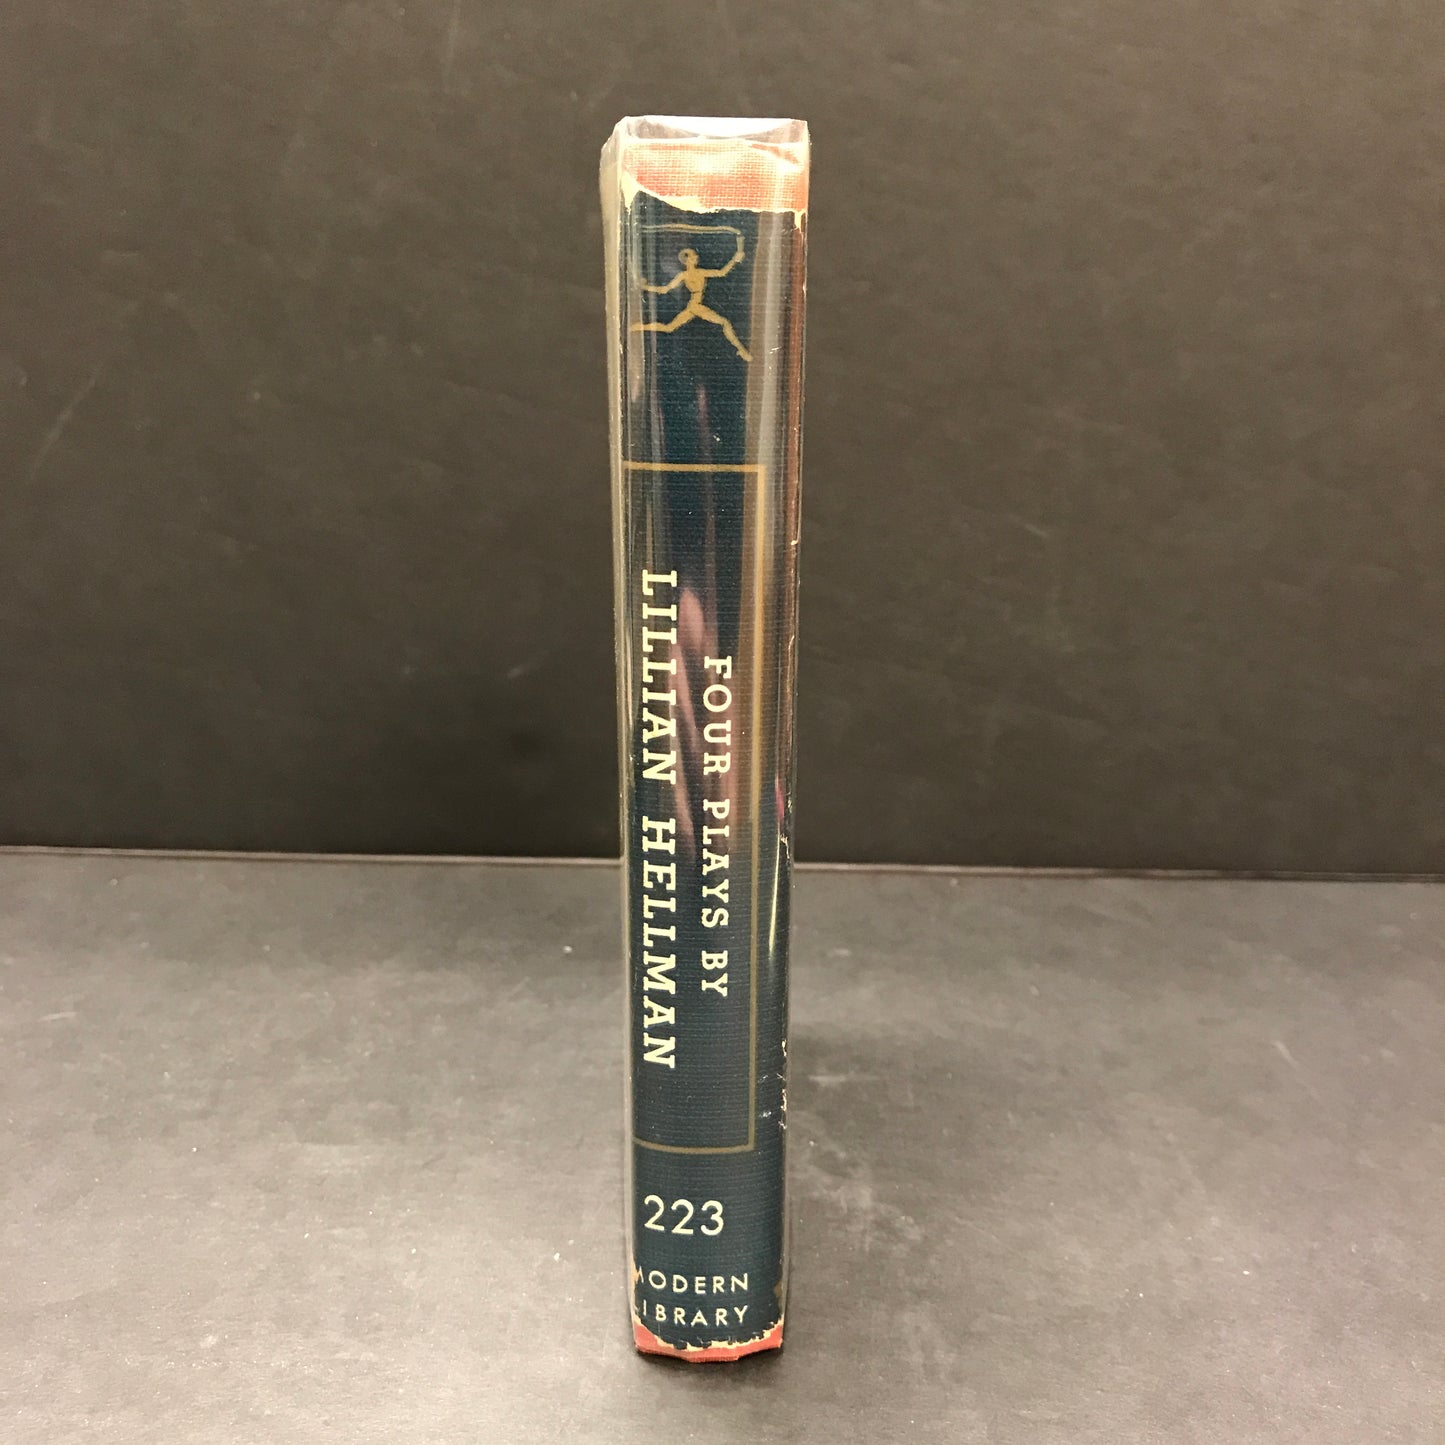 FOUR PLAYS BY
LILLIAN HELLMAN
223
MODERN
LIBRARY